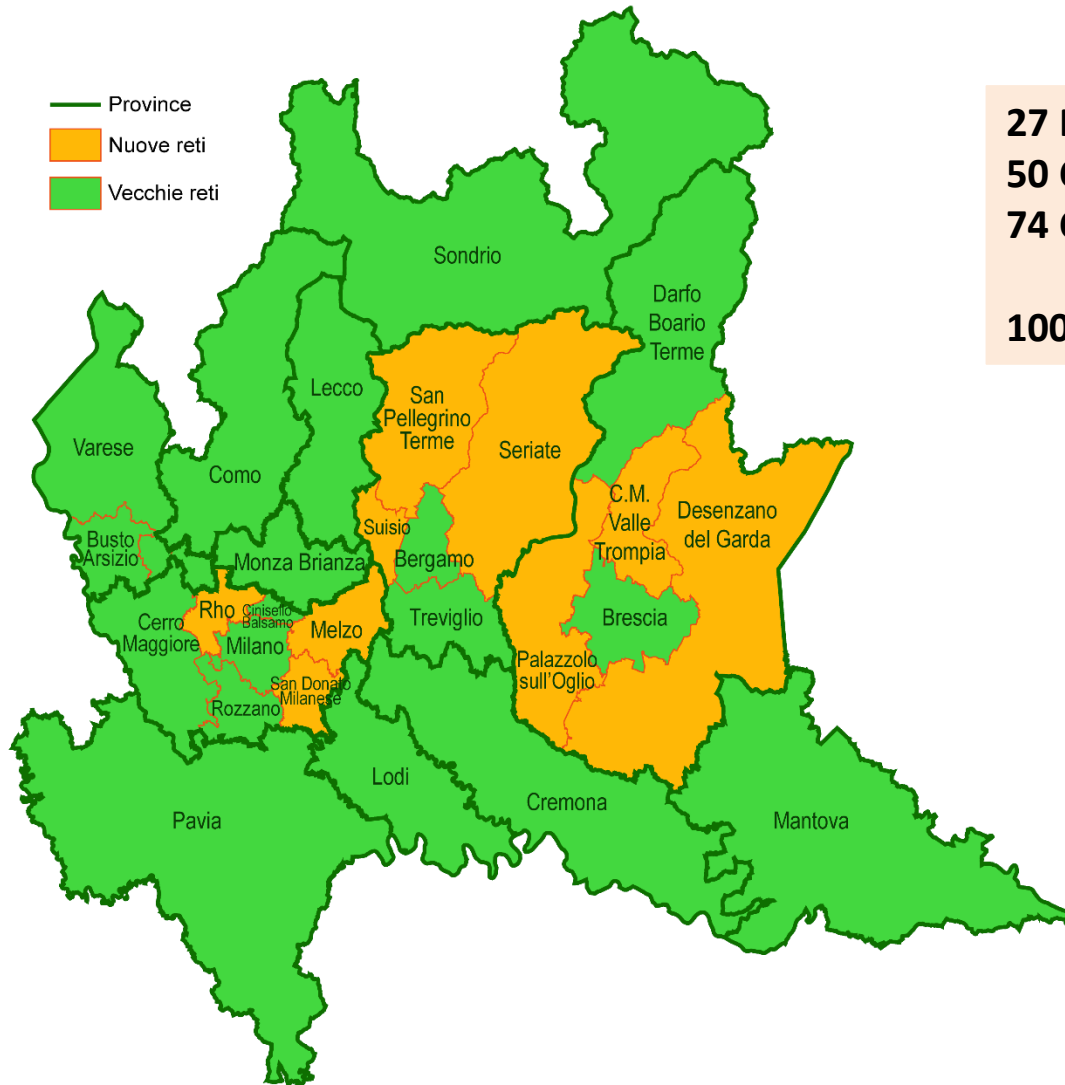 Province
Nuove reti
Vecchie reti
27
50
74
100
Sondrio
Darfo
Boario
Terme
Lecco
San
Pellegrino
Terme
Varese
Como
Seriate
C.M.
Valle
Trompia
Desenzano
del Garda
Suisio
Bergamo
Busto
Arsizio
Monza Brianza
Rho
Cinisello
Balsamo
Melzo
Treviglio
Brescia
Cerro
Maggiore
Milano
Palazzolo
sull'Oglio
San Donato
Milanese
Rozzano
Lodi
Cremona
Pavia
Mantova